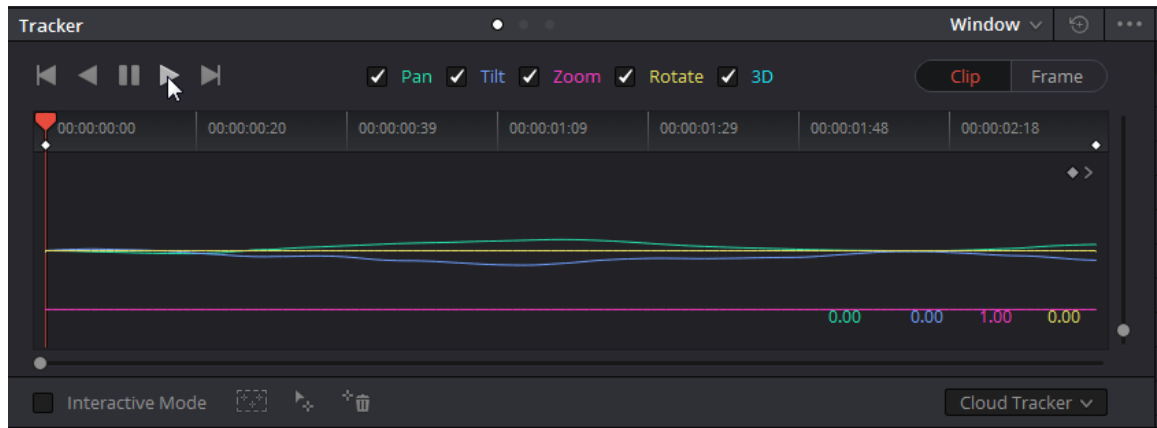 Tracker Window
Pan Tilt Zoom Rotate 3D Clip Frame
00:00:00:00 00:00:00:20 00:00:00:39 00:00:01:09 00:00:01:29 00:00:01:48 00:00:02:18
0.00 0.00 1.00 0.00
Interactive Mode Cloud Tracker